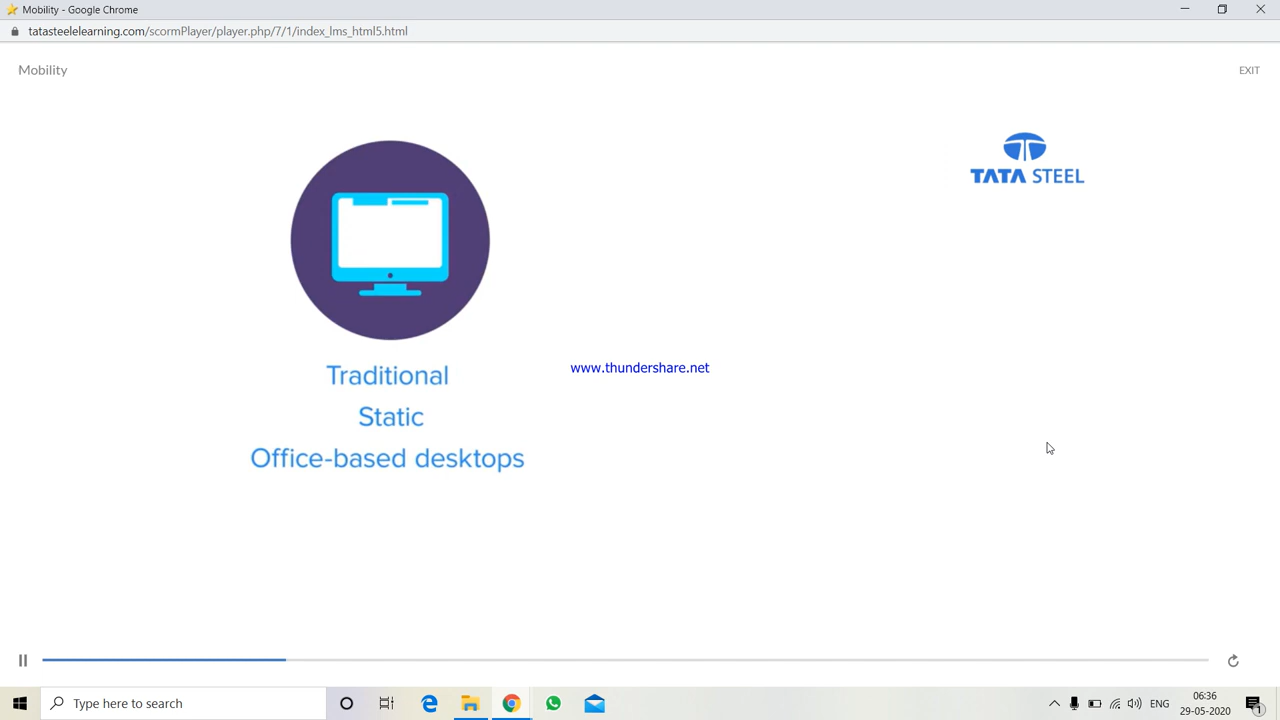 Mobility - Google Chrome
tatasteelelearning.com/scormPlayer/player.php/7/1/index_lms_html5.html
Mobility
EXIT
TATA STEEL
Traditional
Static
Office-based desktops
www.thundershare.net
Type here to search
ENG
06:36
29-05-2020
1